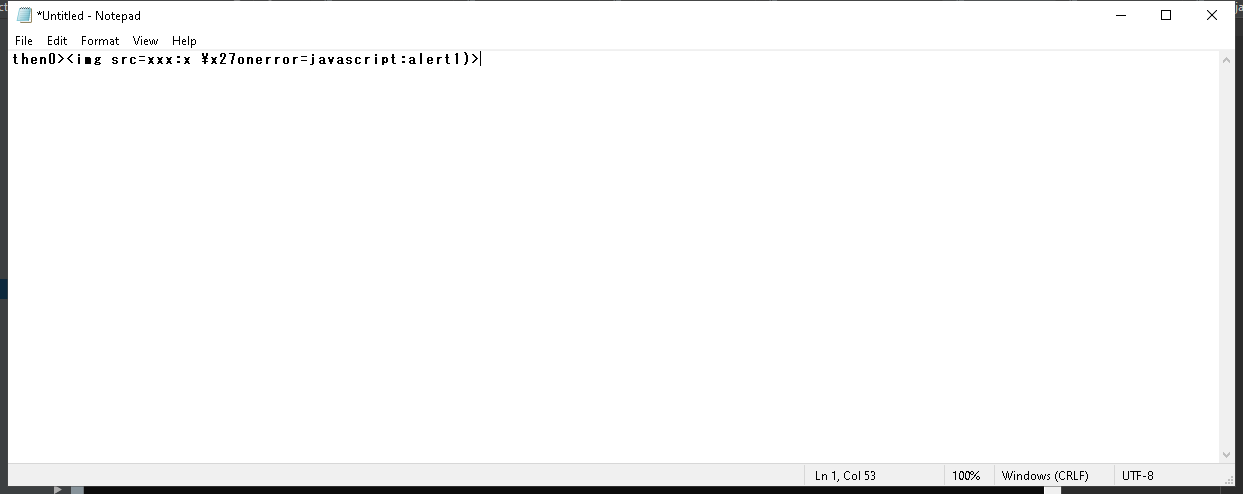 *Untitled - Notepad
File Edit Format View Help
then0><img src=xxx:x ¥x27onerror=javascript:alert1)>
Ln 1, Col 53 100% Windows (CRLF) UTF-8